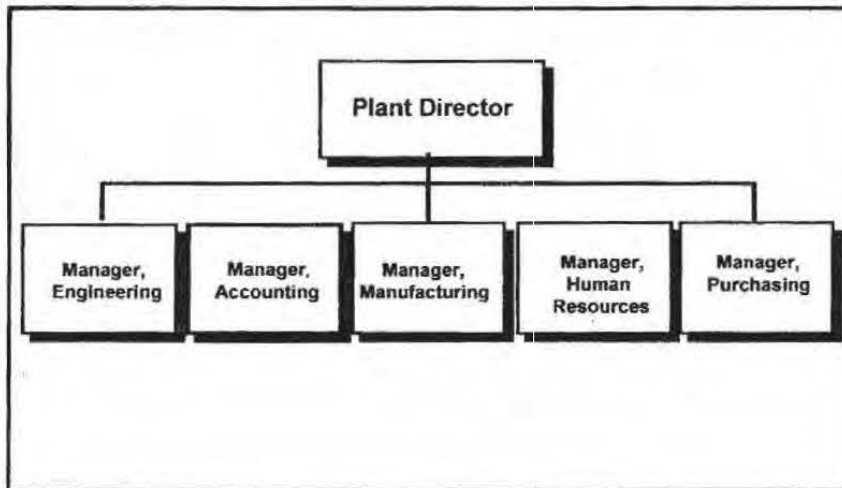 Plant Director
Manager,
Engineering
Manager,
Accounting
Manager,
Manufacturing
Manager,
Human
Resources
Manager,
Purchasing